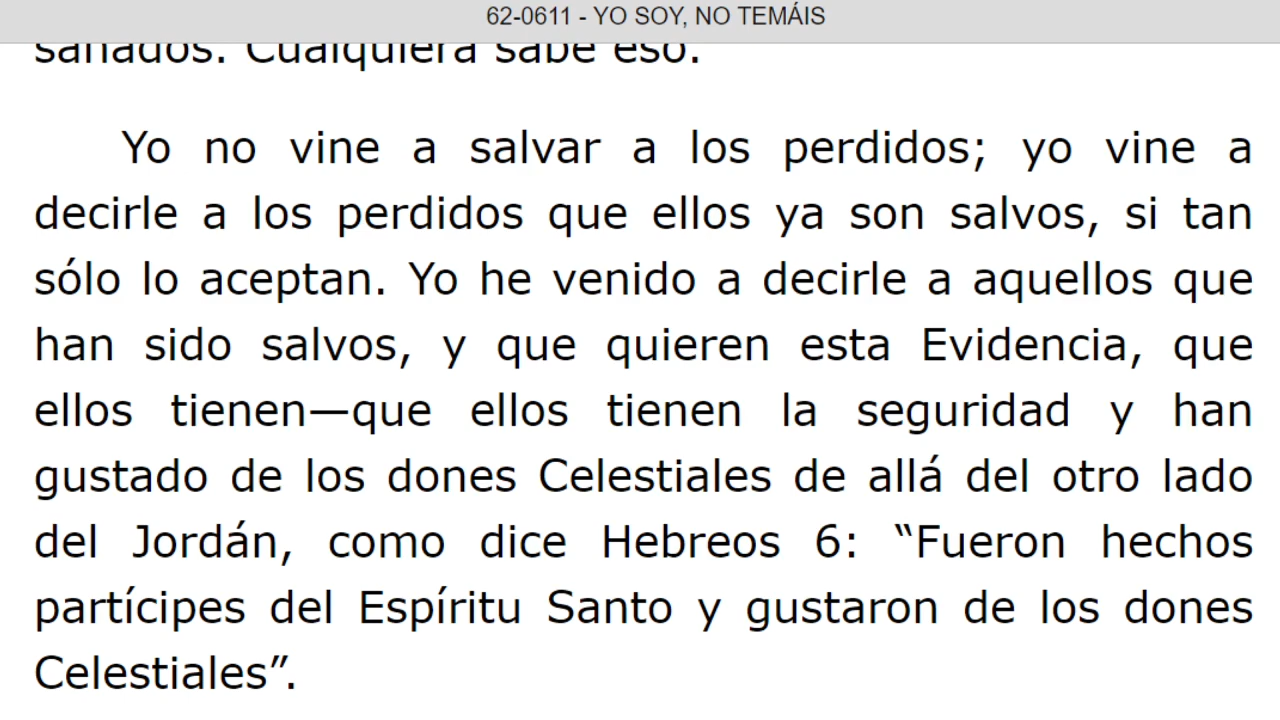 62-0611 - YO SOY, NO TEMÁIS
sanados. Cualquiera sabe eso.
Yo no vine a salvar a los perdidos; yo vine a
decirle a los perdidos que ellos ya son salvos, si tan
sólo lo aceptan. Yo he venido a decirle a aquellos que
han sido salvos, y que quieren esta Evidencia, que
ellos tienen—que ellos tienen la seguridad y han
gustado de los dones Celestiales de allá del otro lado
del Jordán, como dice Hebreos 6: “Fueron hechos
partícipes del Espíritu Santo y gustaron de los dones
Celestiales”.